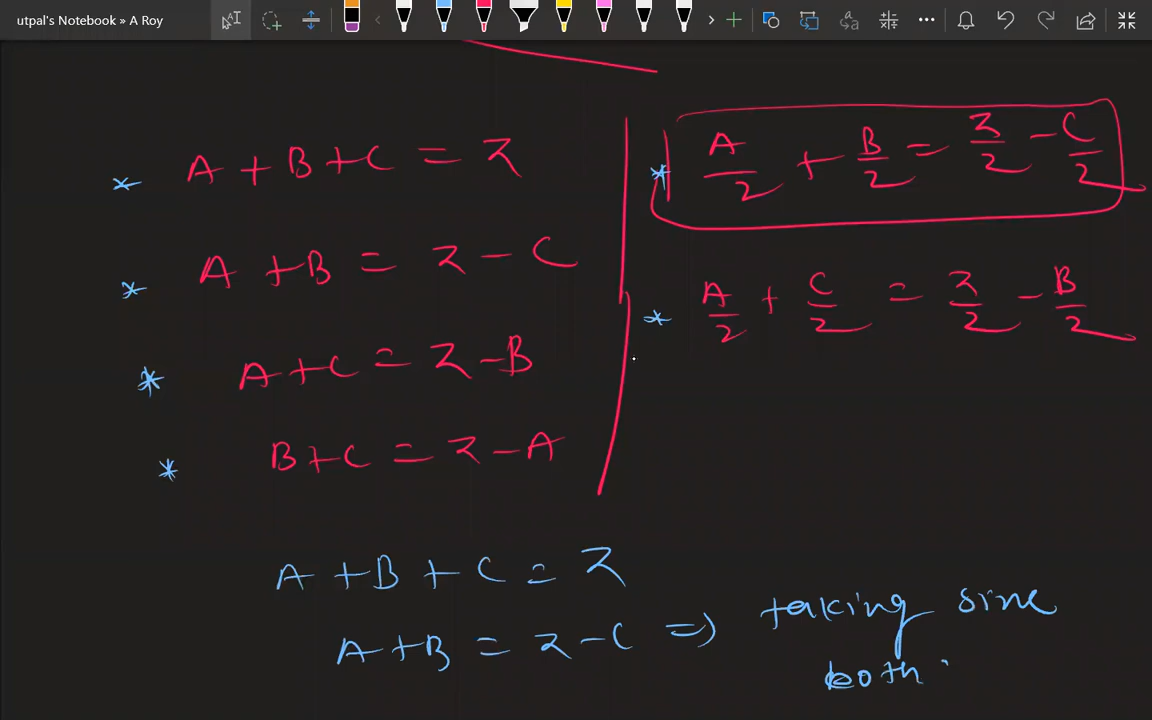 utpal's Notebook » A Roy
* A + B + C = π
* A + B = π - C
* A + C = π - B
* B + C = π - A
* A/2 + B/2 = π/2 - C/2
* A/2 + C/2 = π/2 - B/2
A + B + C = π
A + B = π - C => taking sine
both